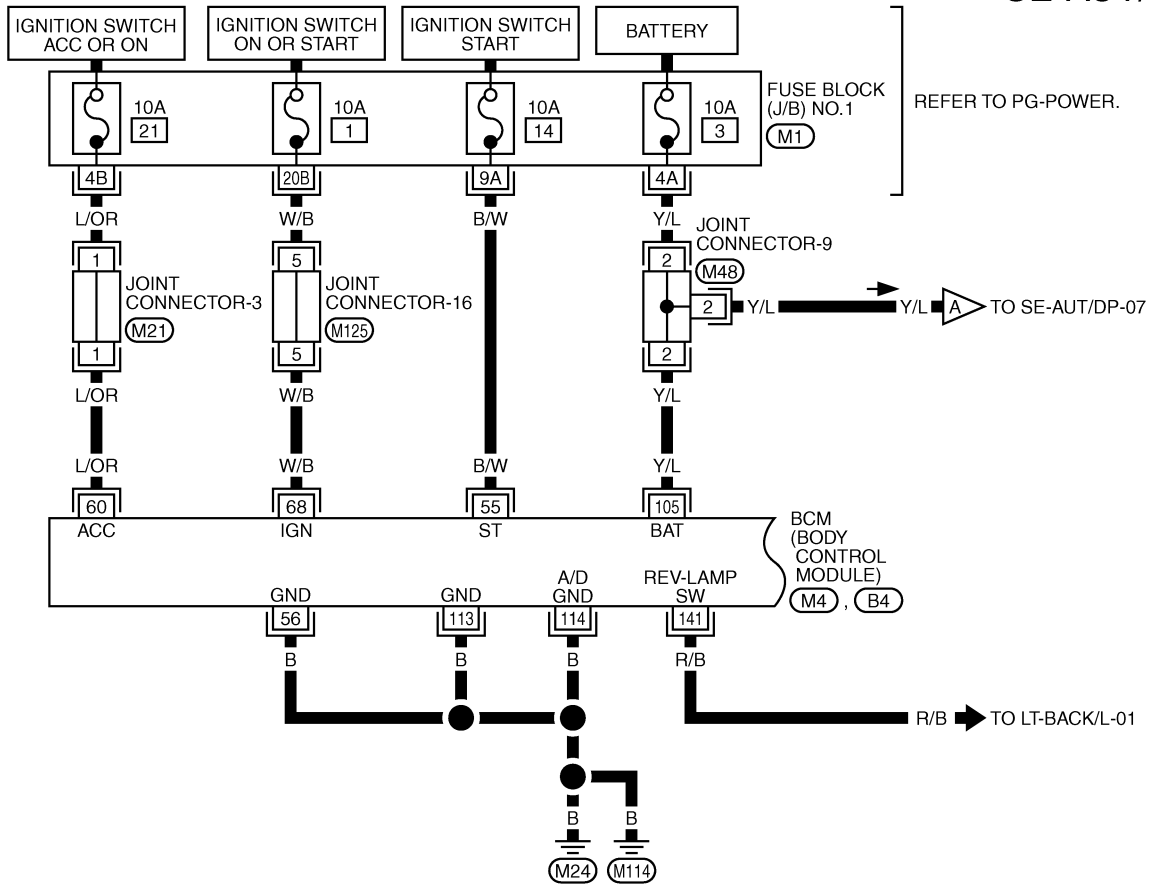 IGNITION SWITCH
ACC OR ON
IGNITION SWITCH
ON OR START
IGNITION SWITCH
START
BATTERY
10A
21
10A
1
10A
14
10A
3
FUSE BLOCK
(J/B) NO.1
M1
REFER TO PG-POWER.
4B
20B
9A
4A
L/OR
W/B
B/W
Y/L
1
JOINT
CONNECTOR-3
M21
1
5
JOINT
CONNECTOR-16
M125
5
JOINT
CONNECTOR-9
M48
2
2
2
Y/L
Y/L
A
TO SE-AUT/DP-07
L/OR
W/B
Y/L
L/OR
W/B
B/W
Y/L
60
68
55
105
ACC
IGN
ST
BAT
BCM
(BODY
CONTROL
MODULE)
M4 , B4
GND
GND
A/D
GND
REV-LAMP
SW
56
113
114
141
B
B
B
R/B
R/B
TO LT-BACK/L-01
B
B
M24
M114